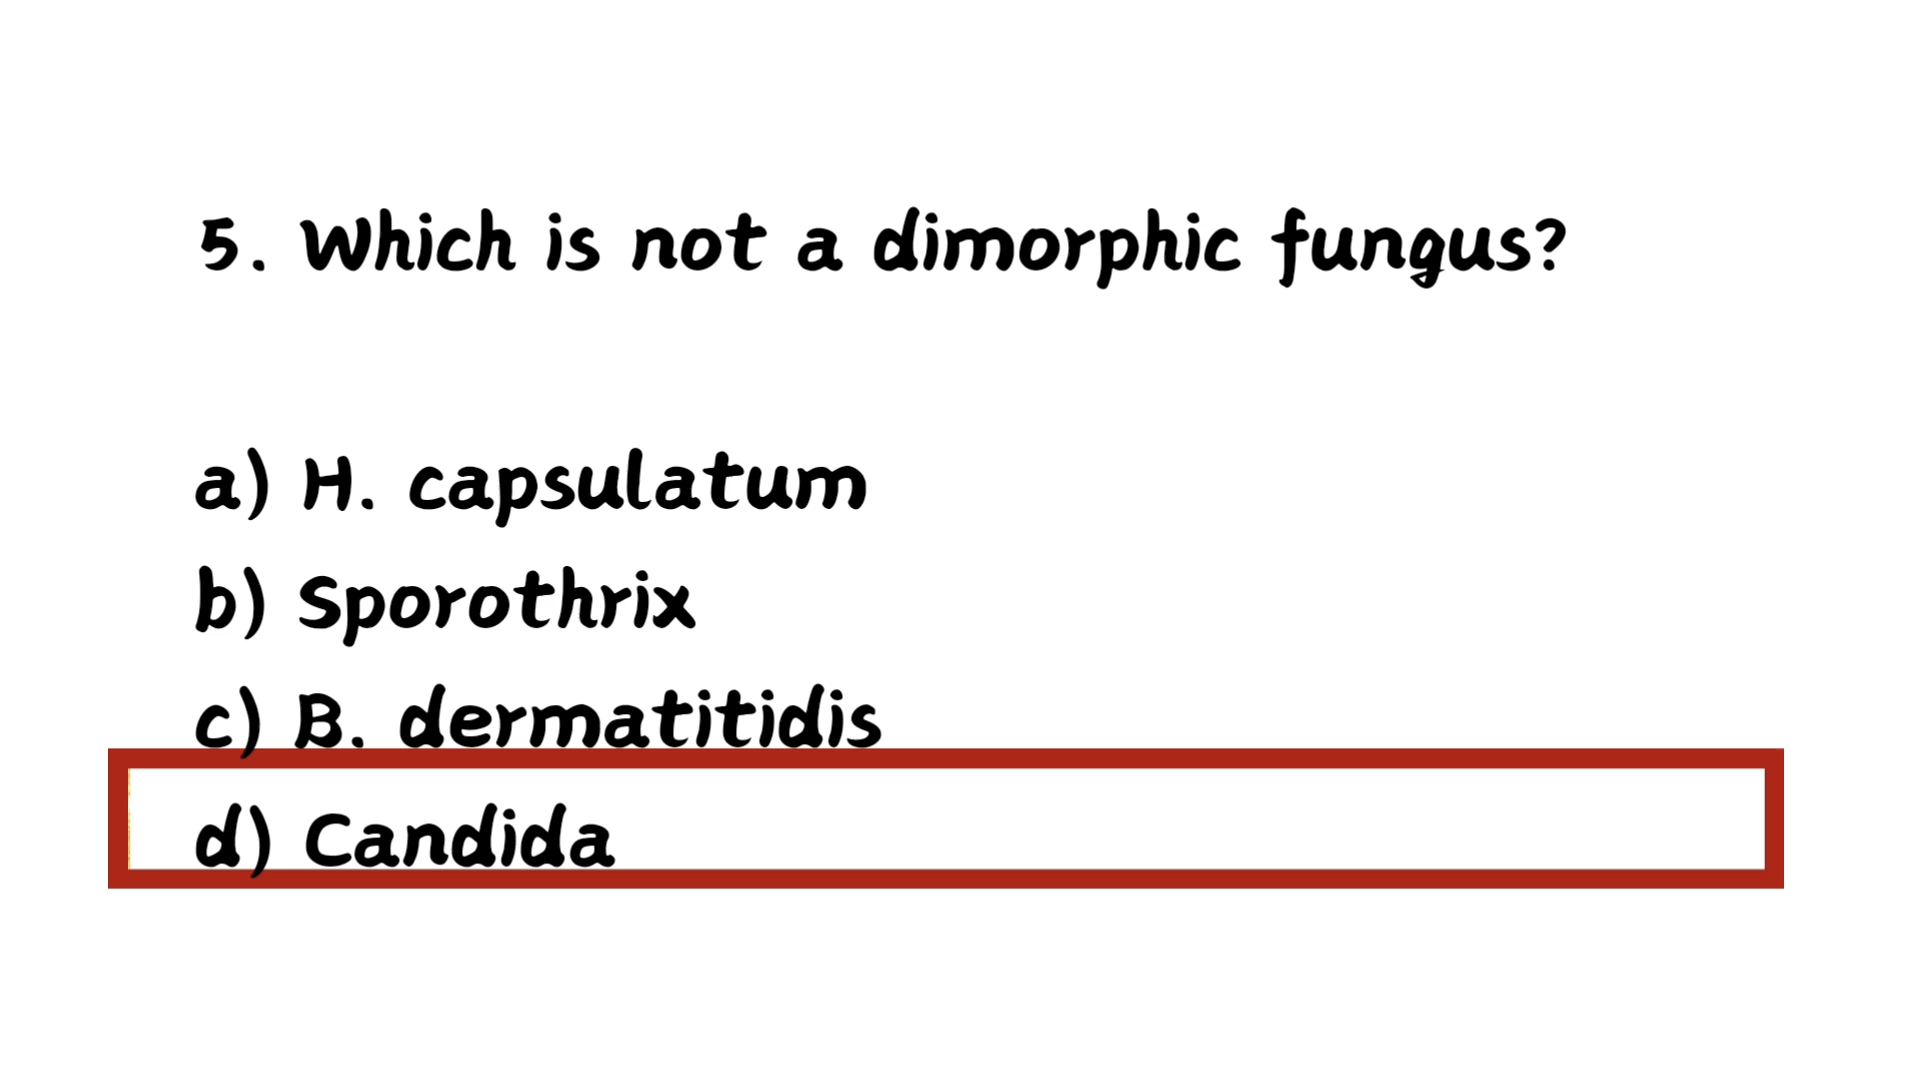 5. Which is not a dimorphic fungus?
a) H. capsulatum
b) Sporothrix
c) B. dermatitidis
d) Candida